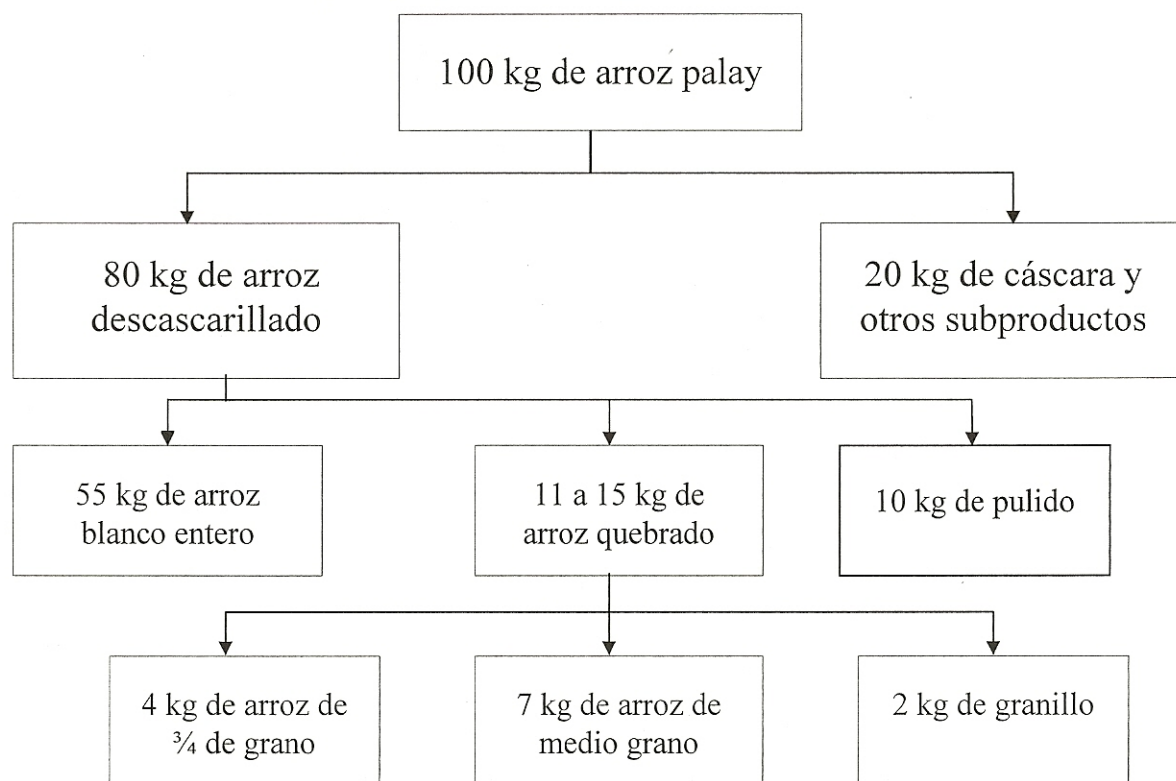 100 kg de arroz palay
80 kg de arroz
descascarillado
20 kg de cáscara y
otros subproductos
55 kg de arroz
blanco entero
11 a 15 kg de
arroz quebrado
10 kg de pulido
4 kg de arroz de
¾ de grano
7 kg de arroz de
medio grano
2 kg de granillo